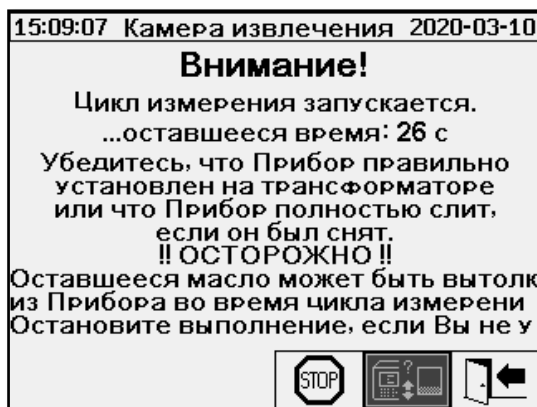 15:09:07 Камера извлечения 2020-03-10
Внимание!
Цикл измерения запускается.
...оставшееся время: 26 с
Убедитесь, что Прибор правильно
установлен на трансформаторе
или что Прибор полностью слит,
если он был снят.
!! ОСТОРОЖНО !!
Оставшееся масло может быть вытолк
из Прибора во время цикла измерени
Остановите выполнение, если Вы не у
STOP
?